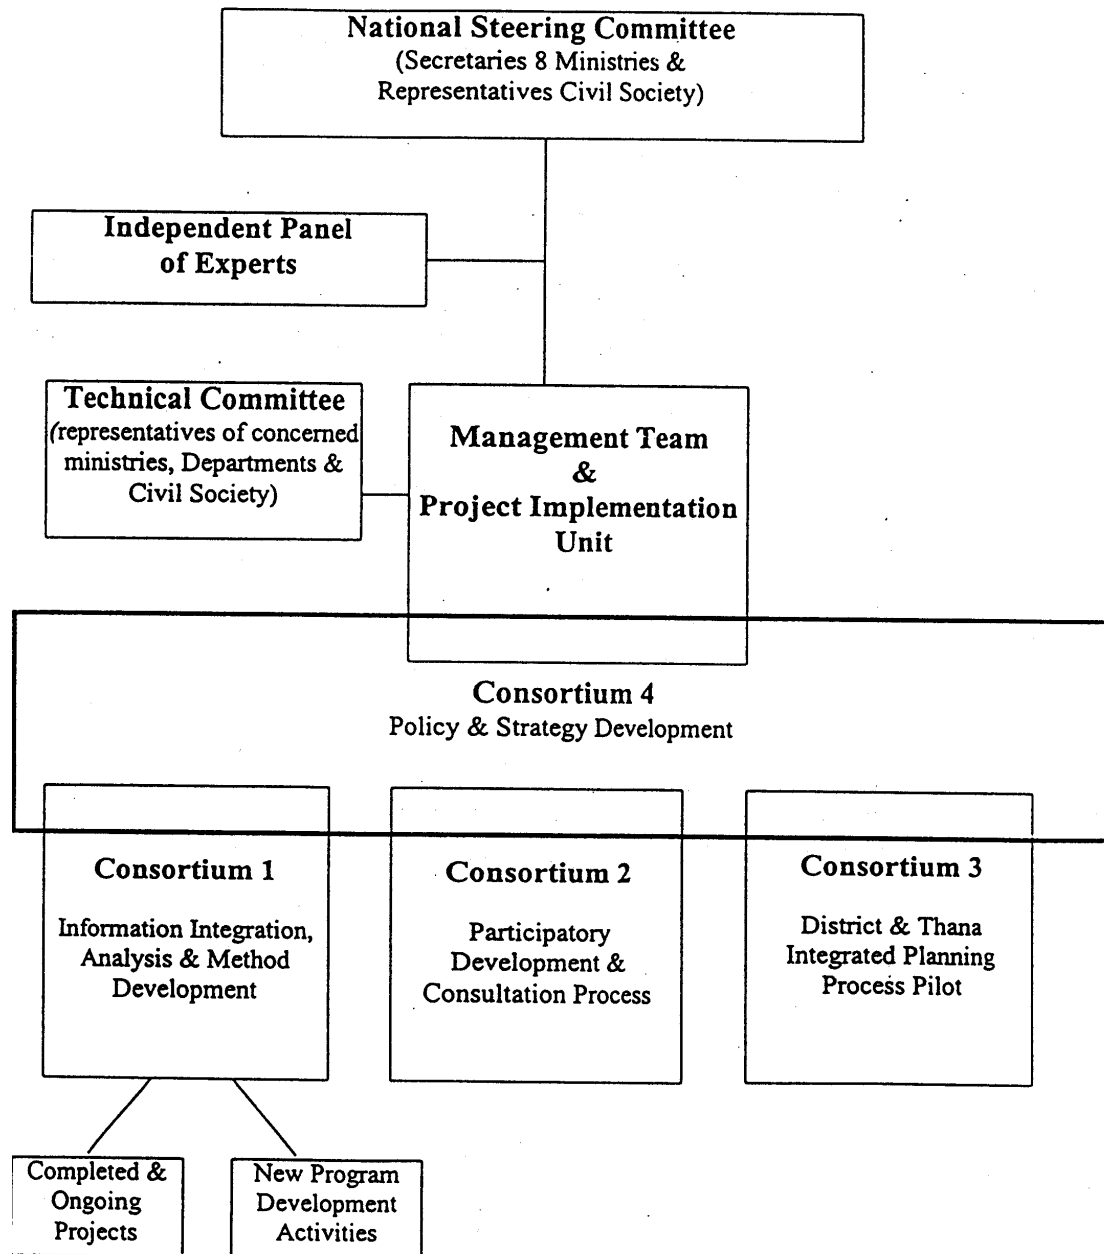 National Steering Committee
(Secretaries 8 Ministries &
Representatives Civil Society)
Independent Panel
of Experts
Technical Committee
(representatives of concerned
ministries, Departments &
Civil Society)
Management Team
&
Project Implementation
Unit
Consortium 4
Policy & Strategy Development
Consortium 1
Information Integration,
Analysis & Method
Development
Consortium 2
Participatory
Development &
Consultation Process
Consortium 3
District & Thana
Integrated Planning
Process Pilot
Completed &
Ongoing
Projects
New Program
Development
Activities